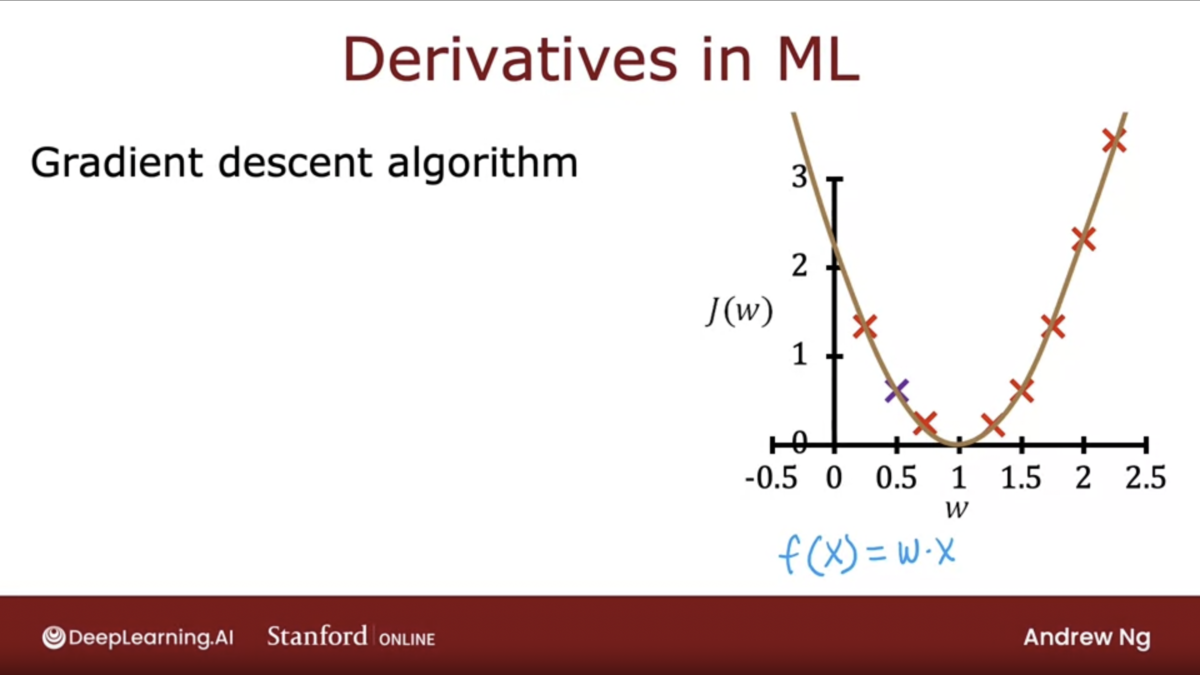 Derivatives in ML
Gradient descent algorithm
3
2
J(w)
1
0
-0.5 0 0.5 1 1.5 2 2.5
w
f(x) = w·x
DeepLearning.AI Stanford ONLINE Andrew Ng